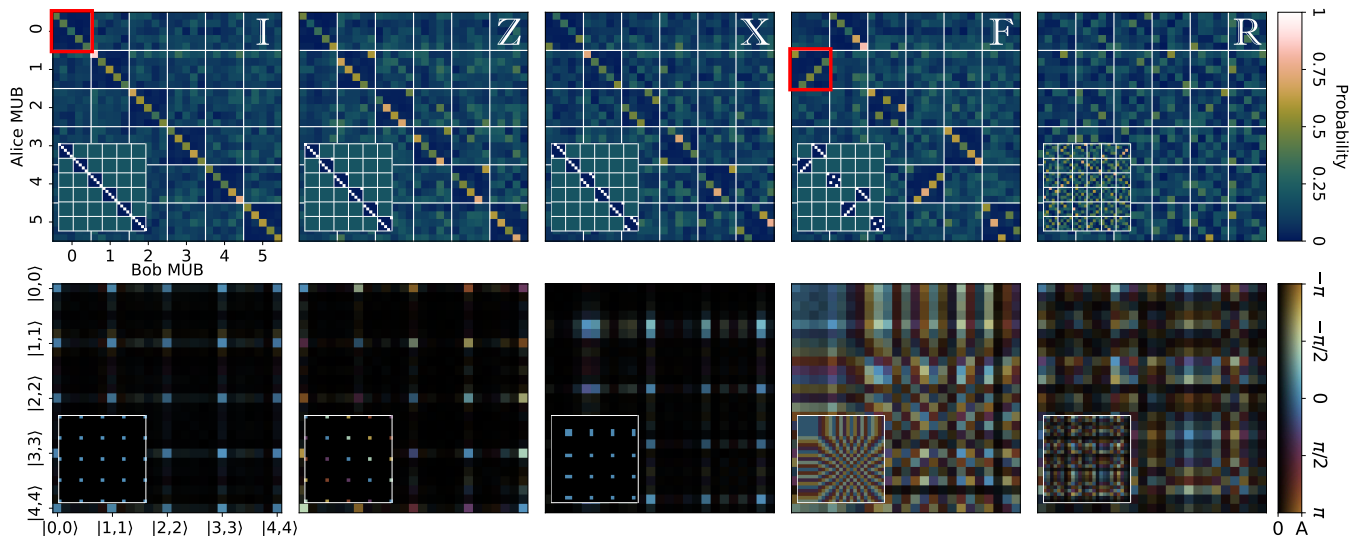 I Z X F R
Alice MUB
0
1
2
3
4
5
0 1 2 3 4 5
Bob MUB
1
0.75
0.5
0.25
0
Probability
|0,0⟩
|1,1⟩
|2,2⟩
|3,3⟩
|4,4⟩
|0,0⟩ |1,1⟩ |2,2⟩ |3,3⟩ |4,4⟩
−π
−π/2
0
π/2
π
0 A